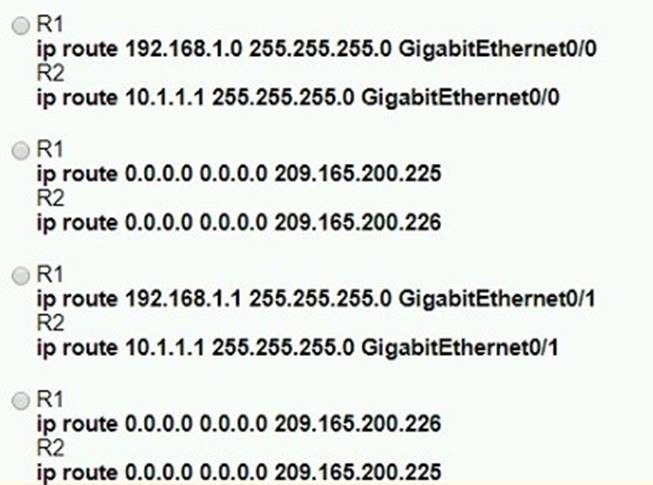 R1
ip route 192.168.1.0 255.255.255.0 GigabitEthernet0/0
R2
ip route 10.1.1.1 255.255.255.0 GigabitEthernet0/0
R1
ip route 0.0.0.0 0.0.0.0 209.165.200.225
R2
ip route 0.0.0.0 0.0.0.0 209.165.200.226
R1
ip route 192.168.1.1 255.255.255.0 GigabitEthernet0/1
R2
ip route 10.1.1.1 255.255.255.0 GigabitEthernet0/1
R1
ip route 0.0.0.0 0.0.0.0 209.165.200.226
R2
ip route 0.0.0.0 0.0.0.0 209.165.200.225